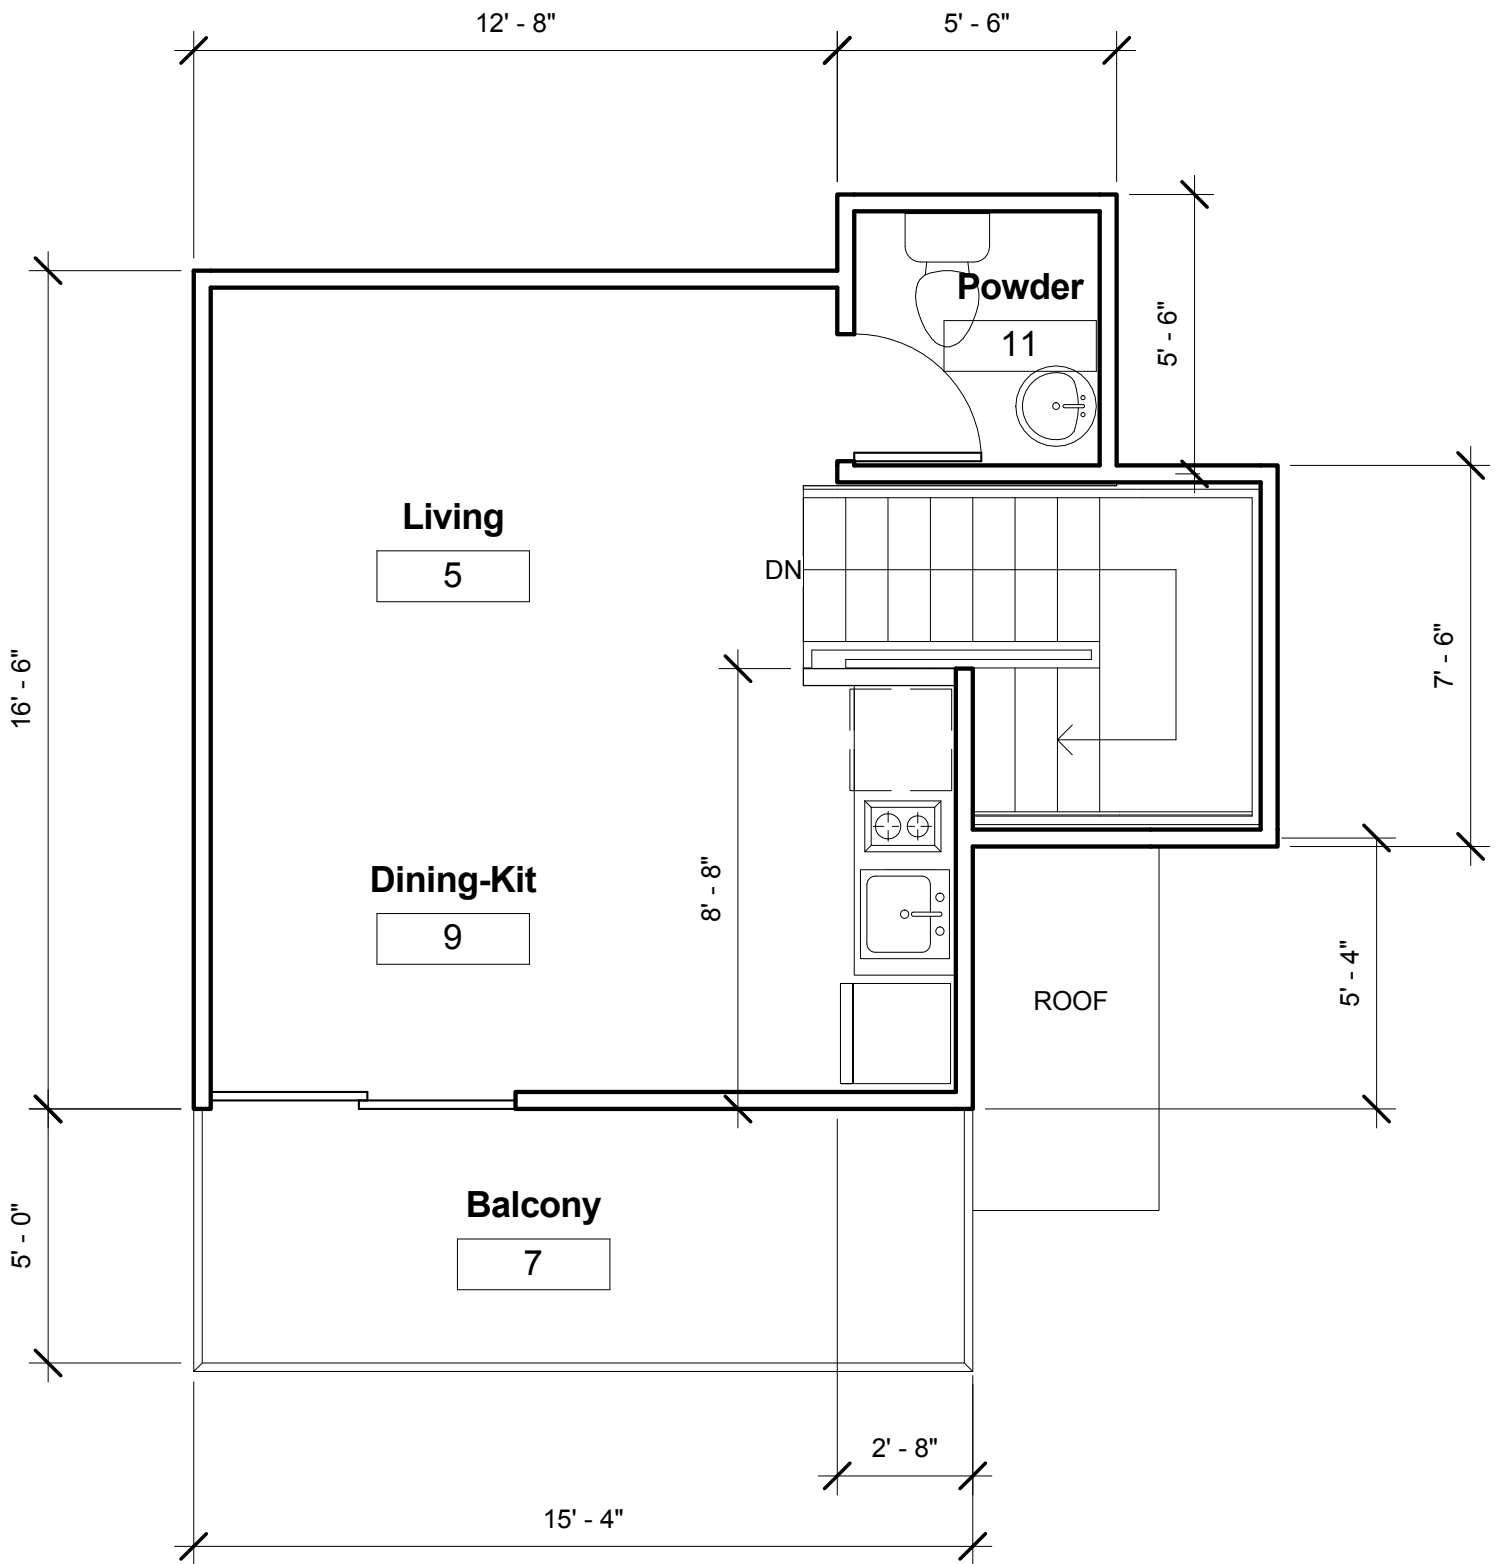 12' - 8"
5' - 6"
Powder
11
5' - 6"
Living
5
DN
16' - 6"
7' - 6"
8' - 8"
Dining-Kit
9
5' - 4"
ROOF
Balcony
7
5' - 0"
2' - 8"
15' - 4"